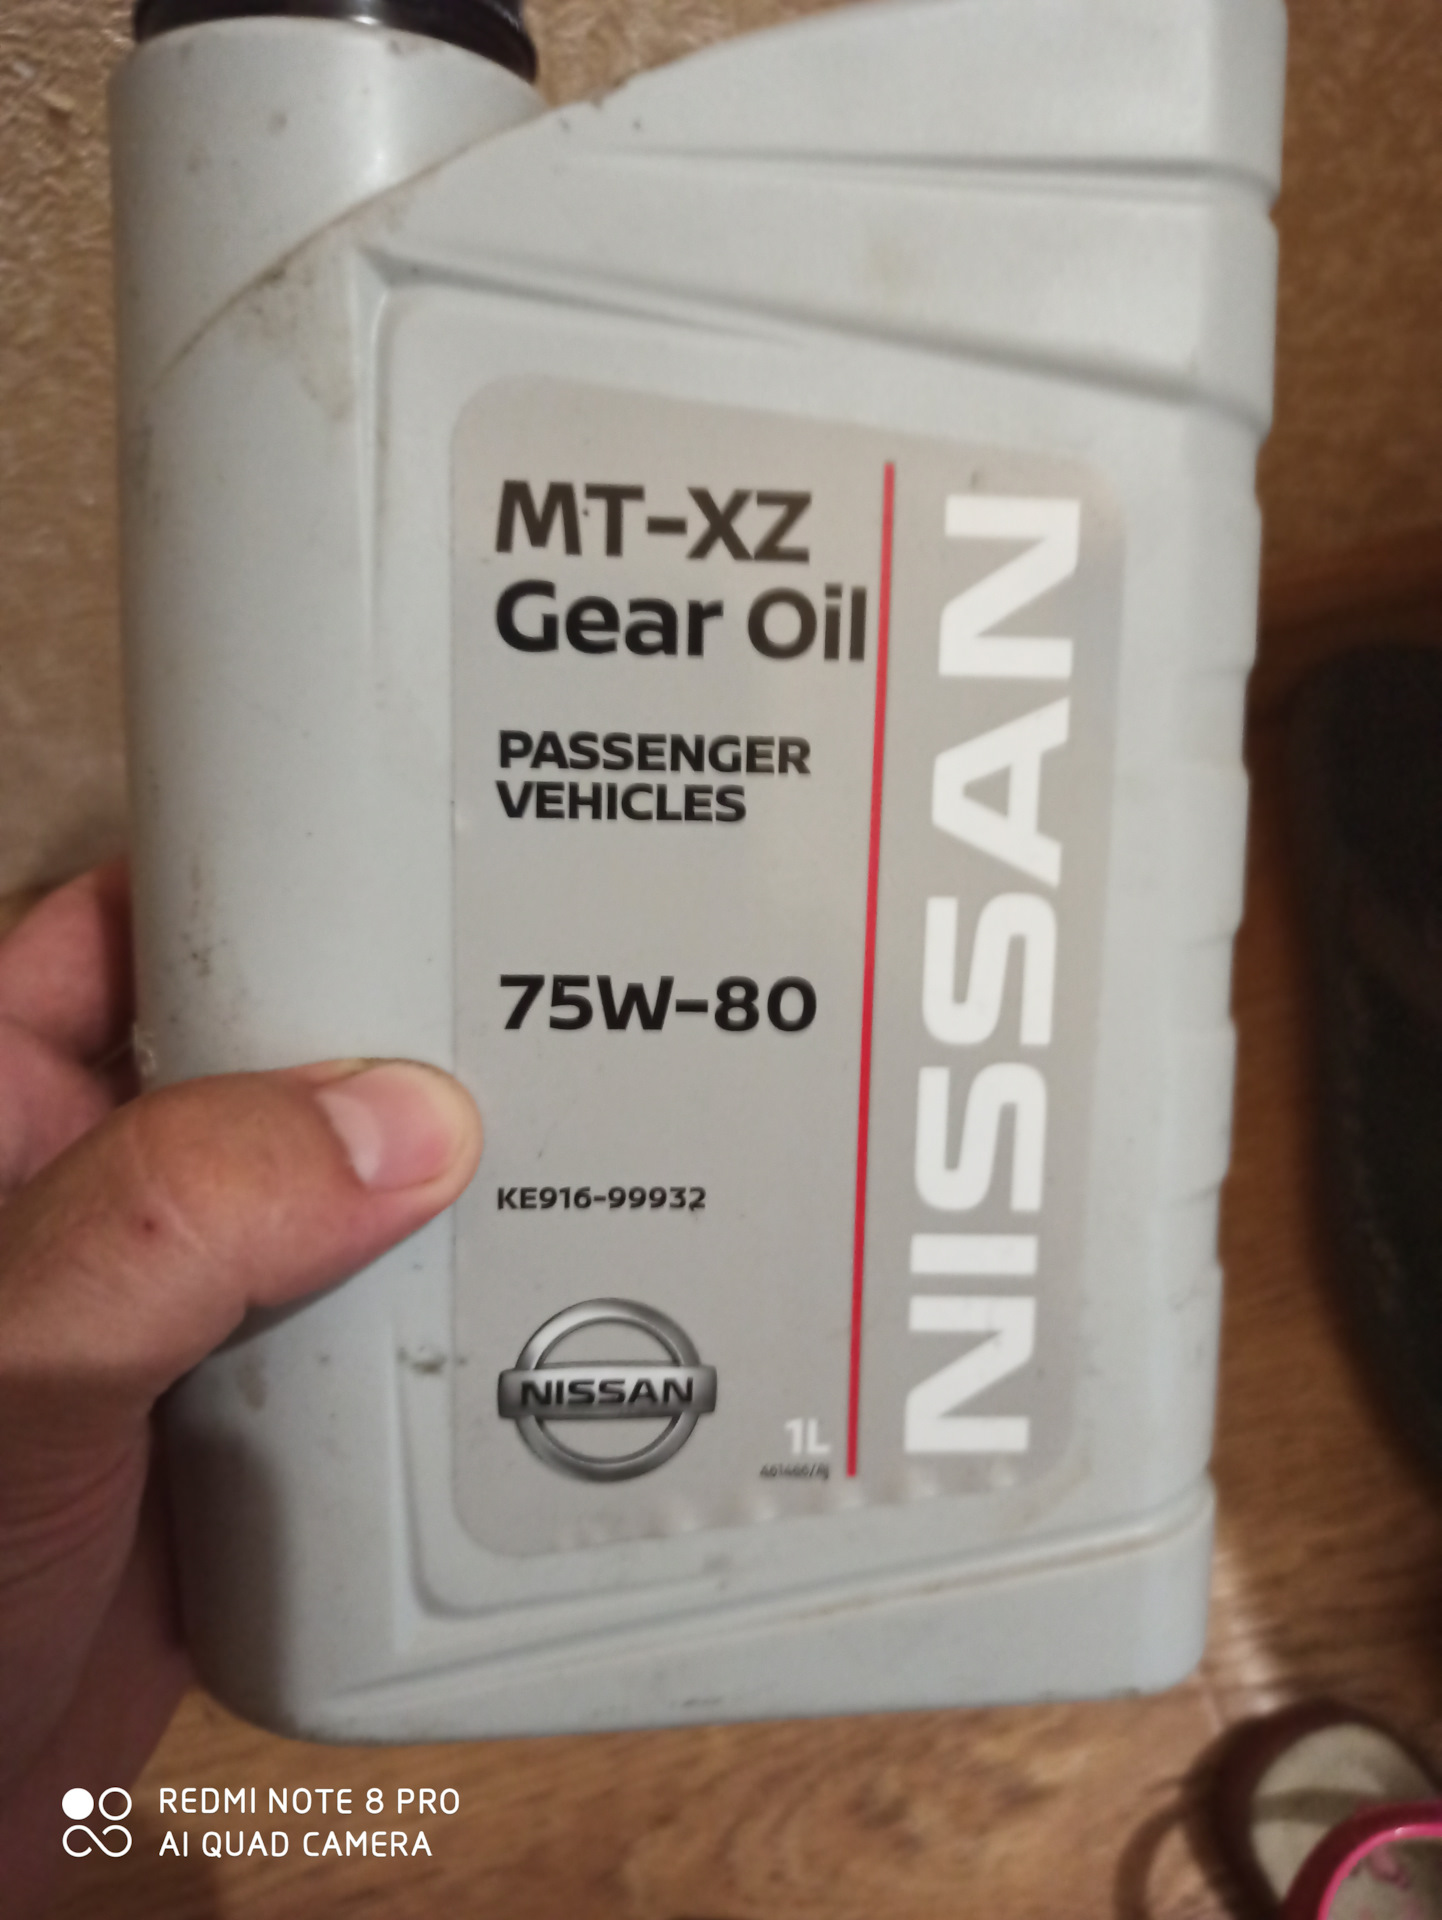 MT-XZ
Gear Oil
PASSENGER
VEHICLES
75W-80
KE916-99932
NISSAN
1L
NISSAN
REDMI NOTE 8 PRO
AI QUAD CAMERA